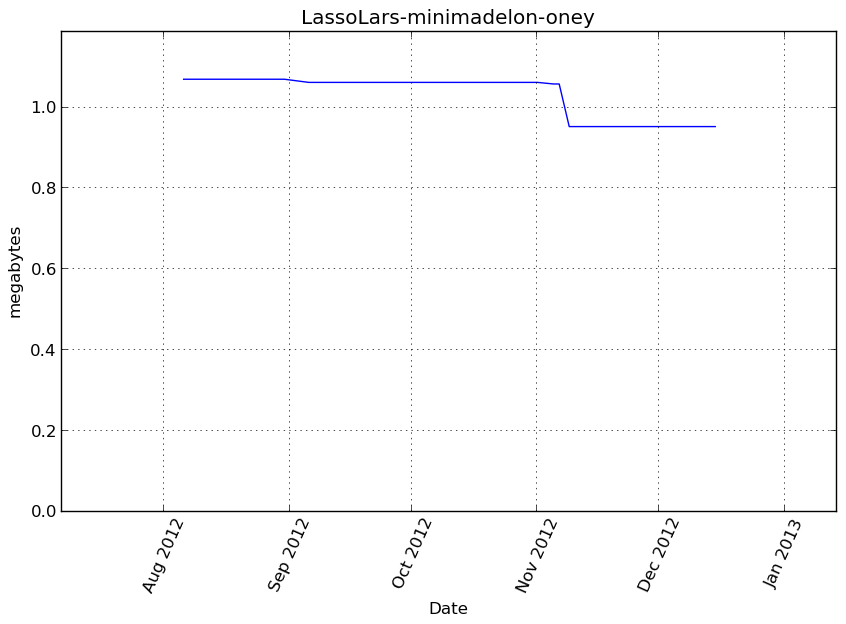 LassoLars-minimadelon-oney
megabytes
1.0
0.8
0.6
0.4
0.2
0.0
Aug 2012
Sep 2012
Oct 2012
Nov 2012
Dec 2012
Jan 2013
Date